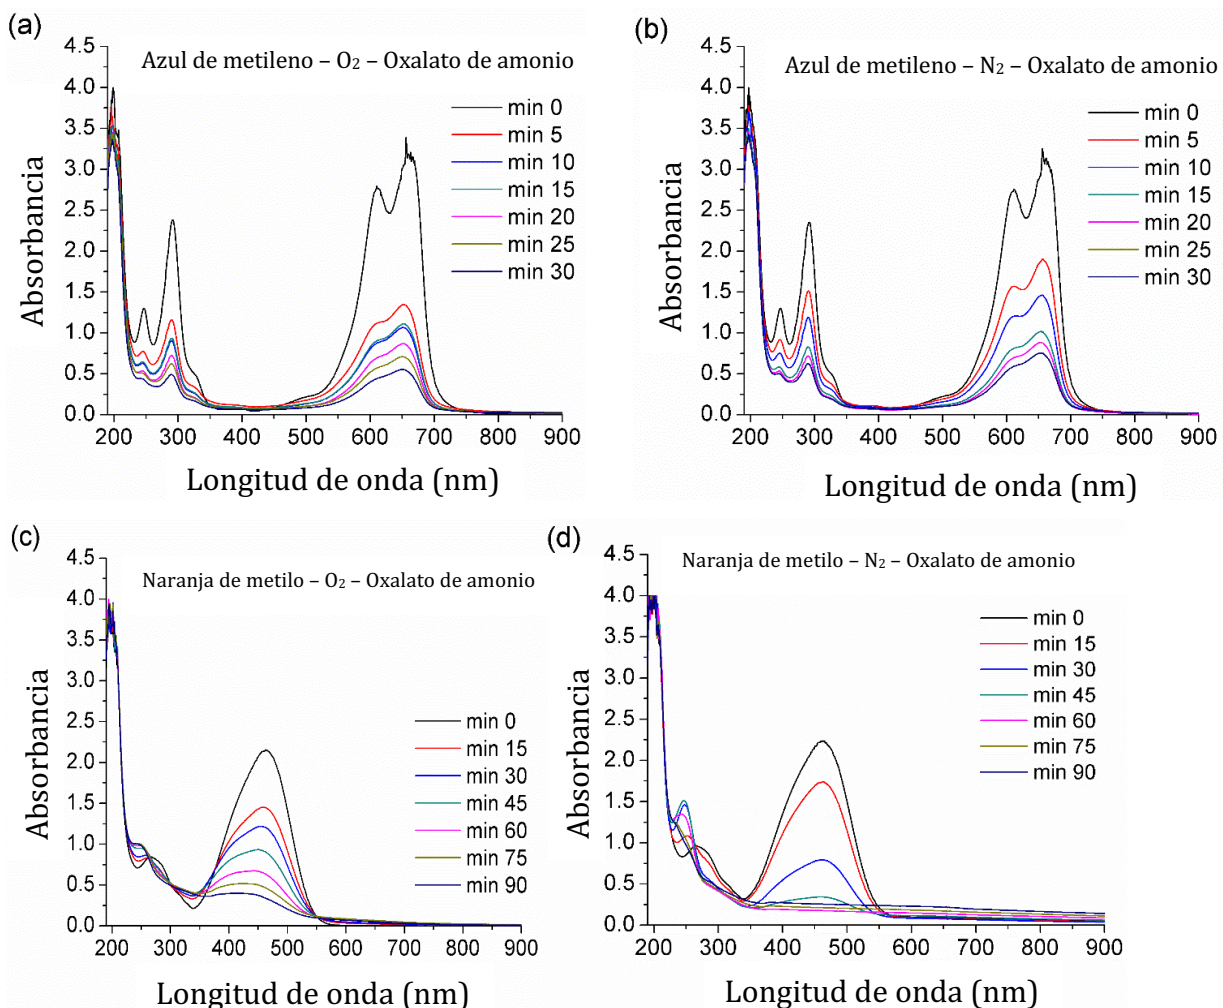 (a)
Azul de metileno – O2 – Oxalato de amonio
min 0
min 5
min 10
min 15
min 20
min 25
min 30
4.5
4.0
3.5
3.0
2.5
2.0
1.5
1.0
0.5
0.0
Absorbancia
200 300 400 500 600 700 800 900
Longitud de onda (nm)
(b)
Azul de metileno – N2 – Oxalato de amonio
min 0
min 5
min 10
min 15
min 20
min 25
min 30
4.5
4.0
3.5
3.0
2.5
2.0
1.5
1.0
0.5
0.0
Absorbancia
200 300 400 500 600 700 800 900
Longitud de onda (nm)
(c)
Naranja de metilo – O2 – Oxalato de amonio
min 0
min 15
min 30
min 45
min 60
min 75
min 90
4.5
4.0
3.5
3.0
2.5
2.0
1.5
1.0
0.5
0.0
Absorbancia
200 300 400 500 600 700 800 900
Longitud de onda (nm)
(d)
Naranja de metilo – N2 – Oxalato de amonio
min 0
min 15
min 30
min 45
min 60
min 75
min 90
4.5
4.0
3.5
3.0
2.5
2.0
1.5
1.0
0.5
0.0
Absorbancia
200 300 400 500 600 700 800 900
Longitud de onda (nm)